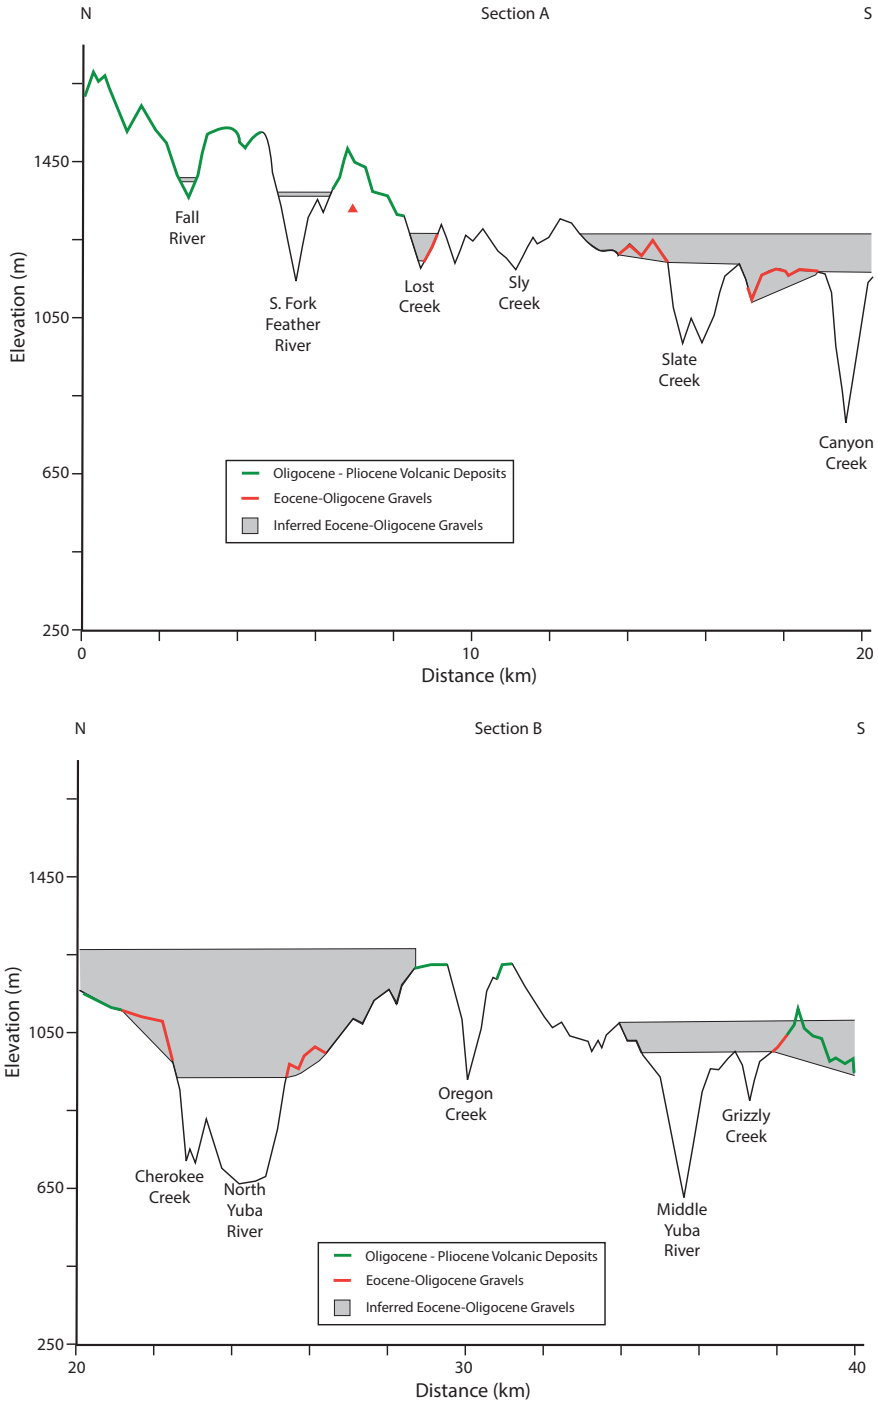 N
Section A
S
1450
1050
650
250
Elevation (m)
Fall
River
S. Fork
Feather
River
Lost
Creek
Sly
Creek
Slate
Creek
Canyon
Creek
Oligocene - Pliocene Volcanic Deposits
Eocene-Oligocene Gravels
Inferred Eocene-Oligocene Gravels
0
10
20
Distance (km)
N
Section B
S
1450
1050
650
250
Elevation (m)
Cherokee
Creek
North
Yuba
River
Oregon
Creek
Middle
Yuba
River
Grizzly
Creek
Oligocene - Pliocene Volcanic Deposits
Eocene-Oligocene Gravels
Inferred Eocene-Oligocene Gravels
20
30
40
Distance (km)